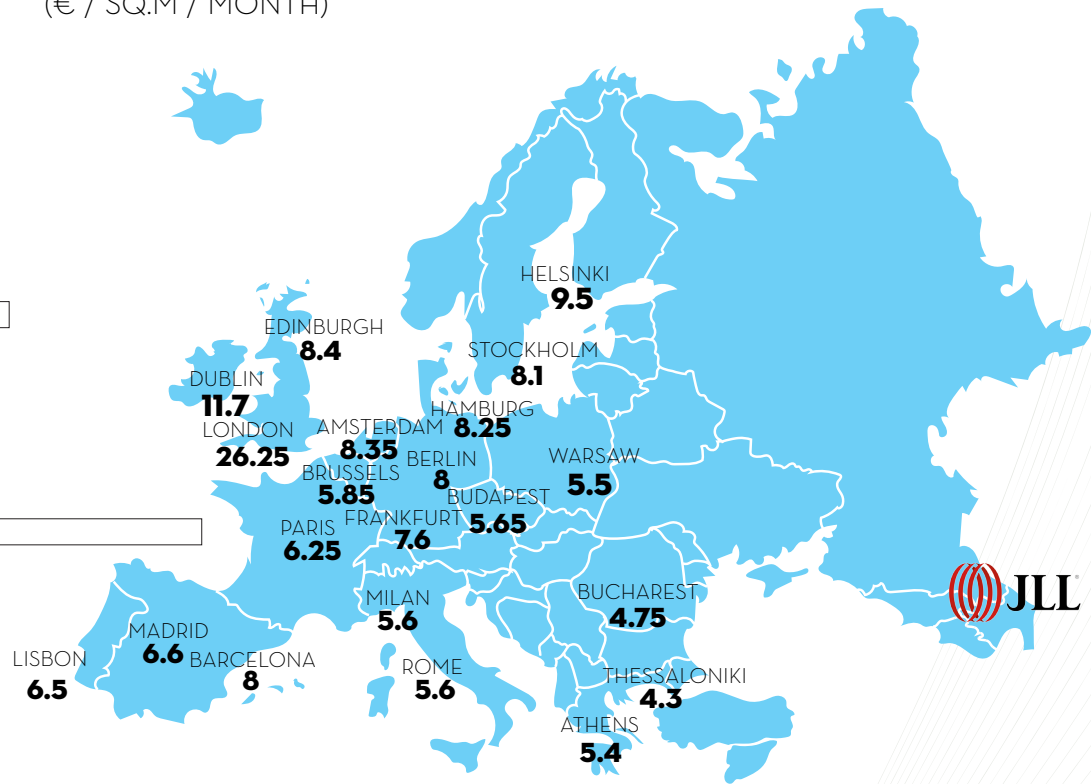 (€ / SQ.M / MONTH)
HELSINKI
9.5
EDINBURGH
8.4
STOCKHOLM
8.1
DUBLIN
11.7
LONDON
26.25
AMSTERDAM
8.35
HAMBURG
8.25
BRUSSELS
5.85
BERLIN
8
WARSAW
5.5
BUDAPEST
5.65
PARIS
6.25
FRANKFURT
7.6
MILAN
5.6
BUCHAREST
4.75
JLL
MADRID
6.6
LISBON
6.5
BARCELONA
8
ROME
5.6
THESSALONIKI
4.3
ATHENS
5.4